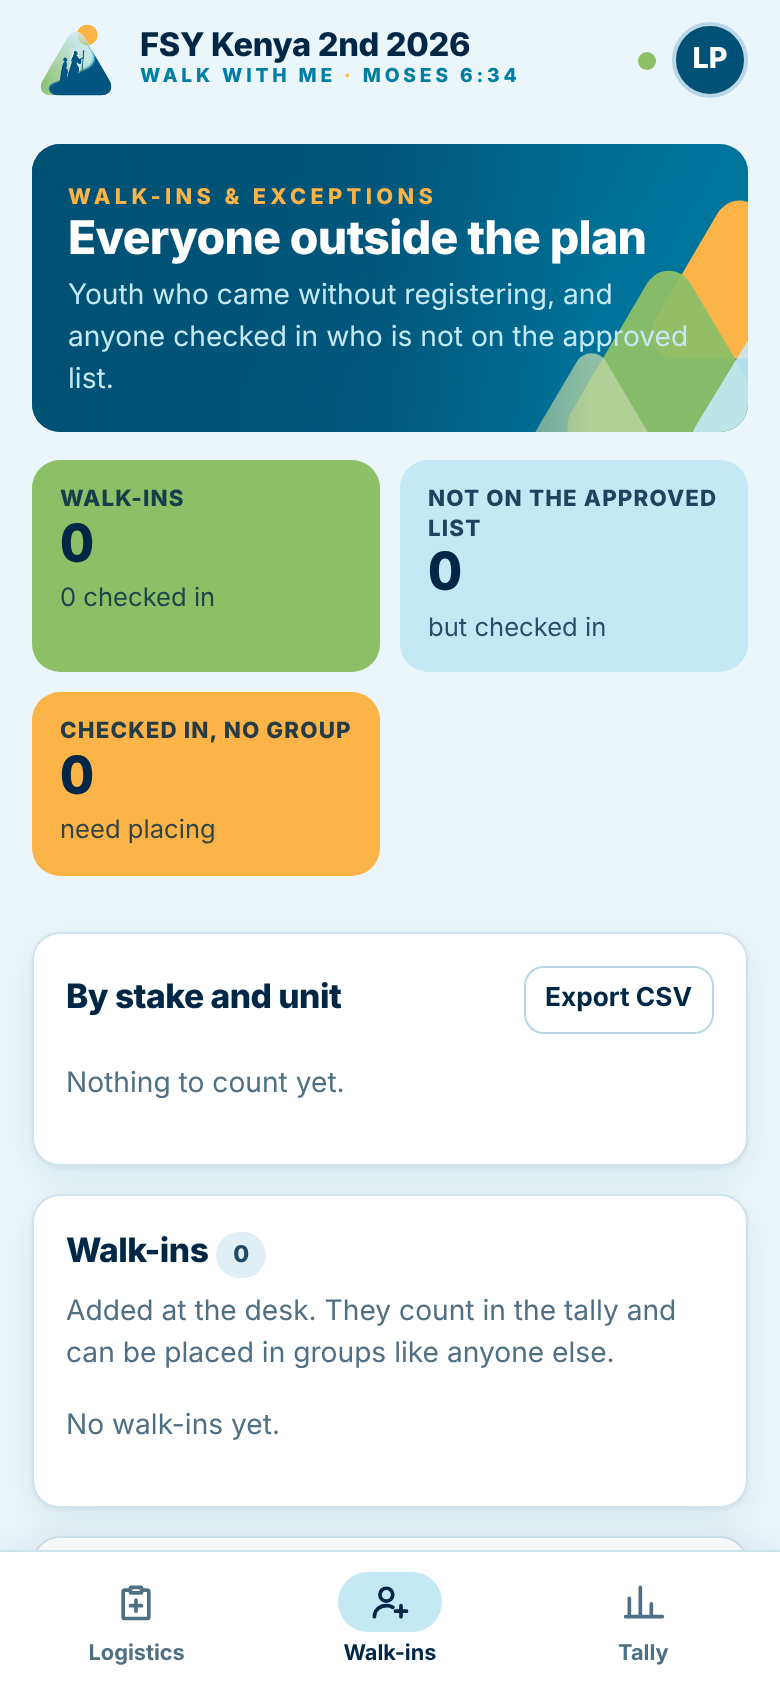 FSY Kenya 2nd 2026
WALK WITH ME · MOSES 6:34
LP
WALK-INS & EXCEPTIONS
Everyone outside the plan
Youth who came without registering, and
anyone checked in who is not on the approved
list.
WALK-INS
0
0 checked in
NOT ON THE APPROVED
LIST
0
but checked in
CHECKED IN, NO GROUP
0
need placing
By stake and unit
Export CSV
Nothing to count yet.
Walk-ins 0
Added at the desk. They count in the tally and
can be placed in groups like anyone else.
No walk-ins yet.
Logistics
Walk-ins
Tally